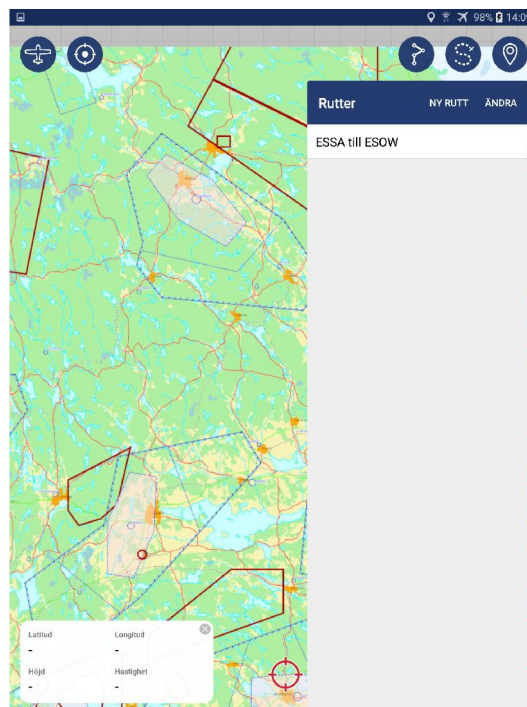 98% 14:0
Rutter NY RUTT ÄNDRA
ESSA till ESOW
Latitud Longitud
- -
Höjd Hastighet
- -